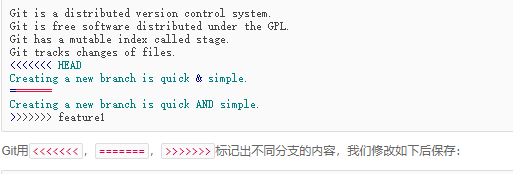 Git is a distributed version control system.
Git is free software distributed under the GPL.
Git has a mutable index called stage.
Git tracks changes of files.
<<<<<<< HEAD
Creating a new branch is quick & simple.
=======
Creating a new branch is quick AND simple.
>>>>>>> feature1
Git用<<<<<<<，=======，>>>>>>>标记出不同分支的内容，我们修改如下后保存：